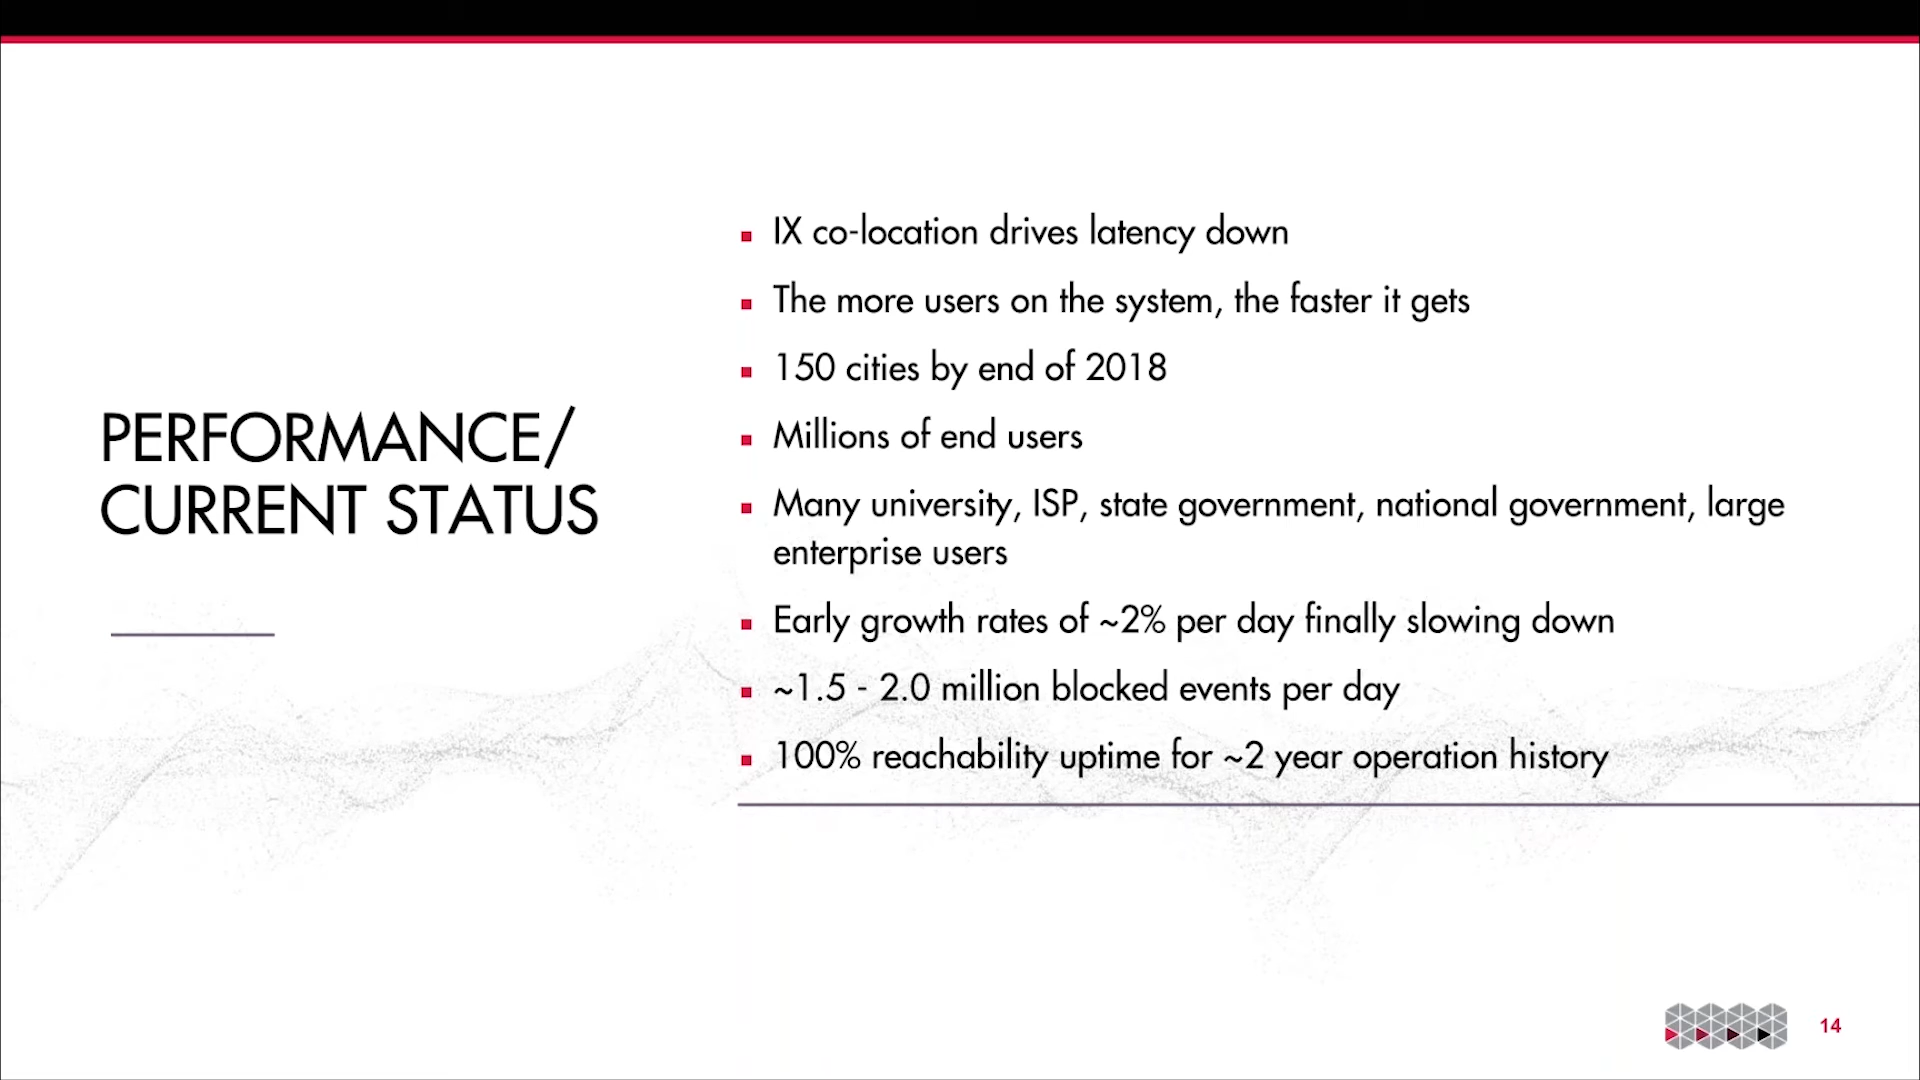 PERFORMANCE/
CURRENT STATUS
IX co-location drives latency down
The more users on the system, the faster it gets
150 cities by end of 2018
Millions of end users
Many university, ISP, state government, national government, large
enterprise users
Early growth rates of ~2% per day finally slowing down
~1.5 - 2.0 million blocked events per day
100% reachability uptime for ~2 year operation history
14